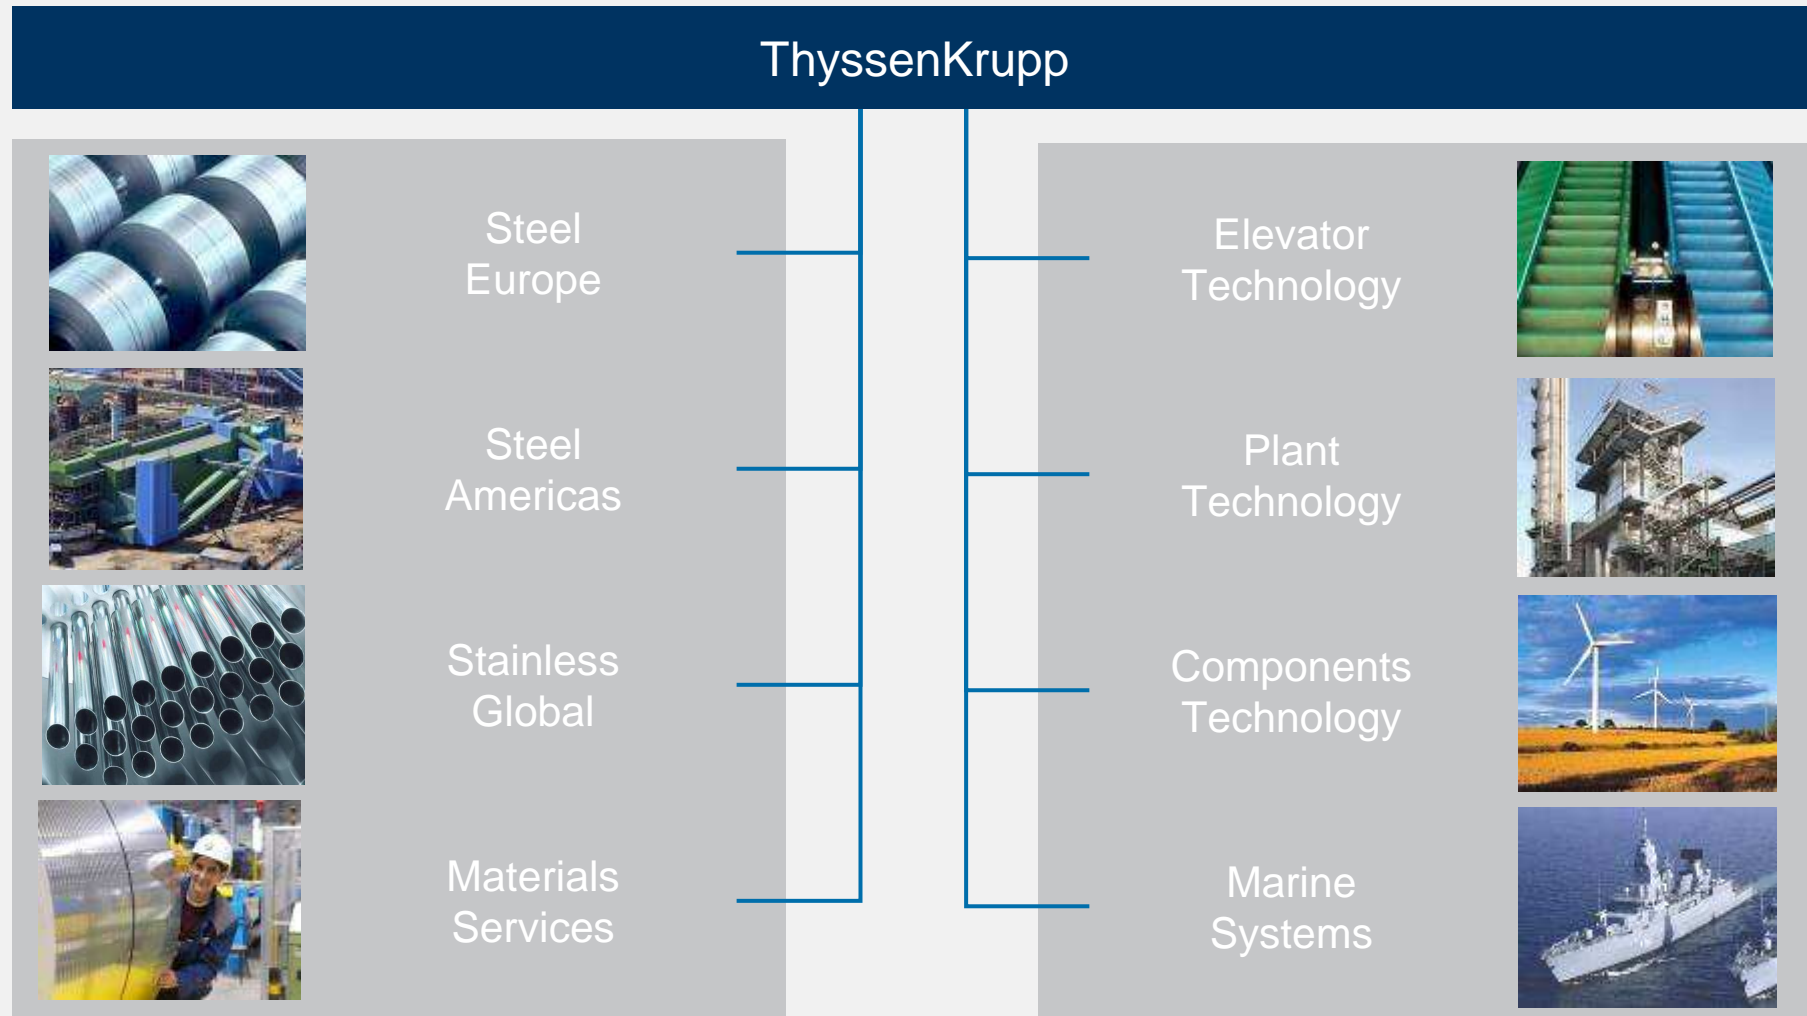 ThyssenKrupp
Steel
Europe
Steel
Americas
Stainless
Global
Materials
Services
Elevator
Technology
Plant
Technology
Components
Technology
Marine
Systems